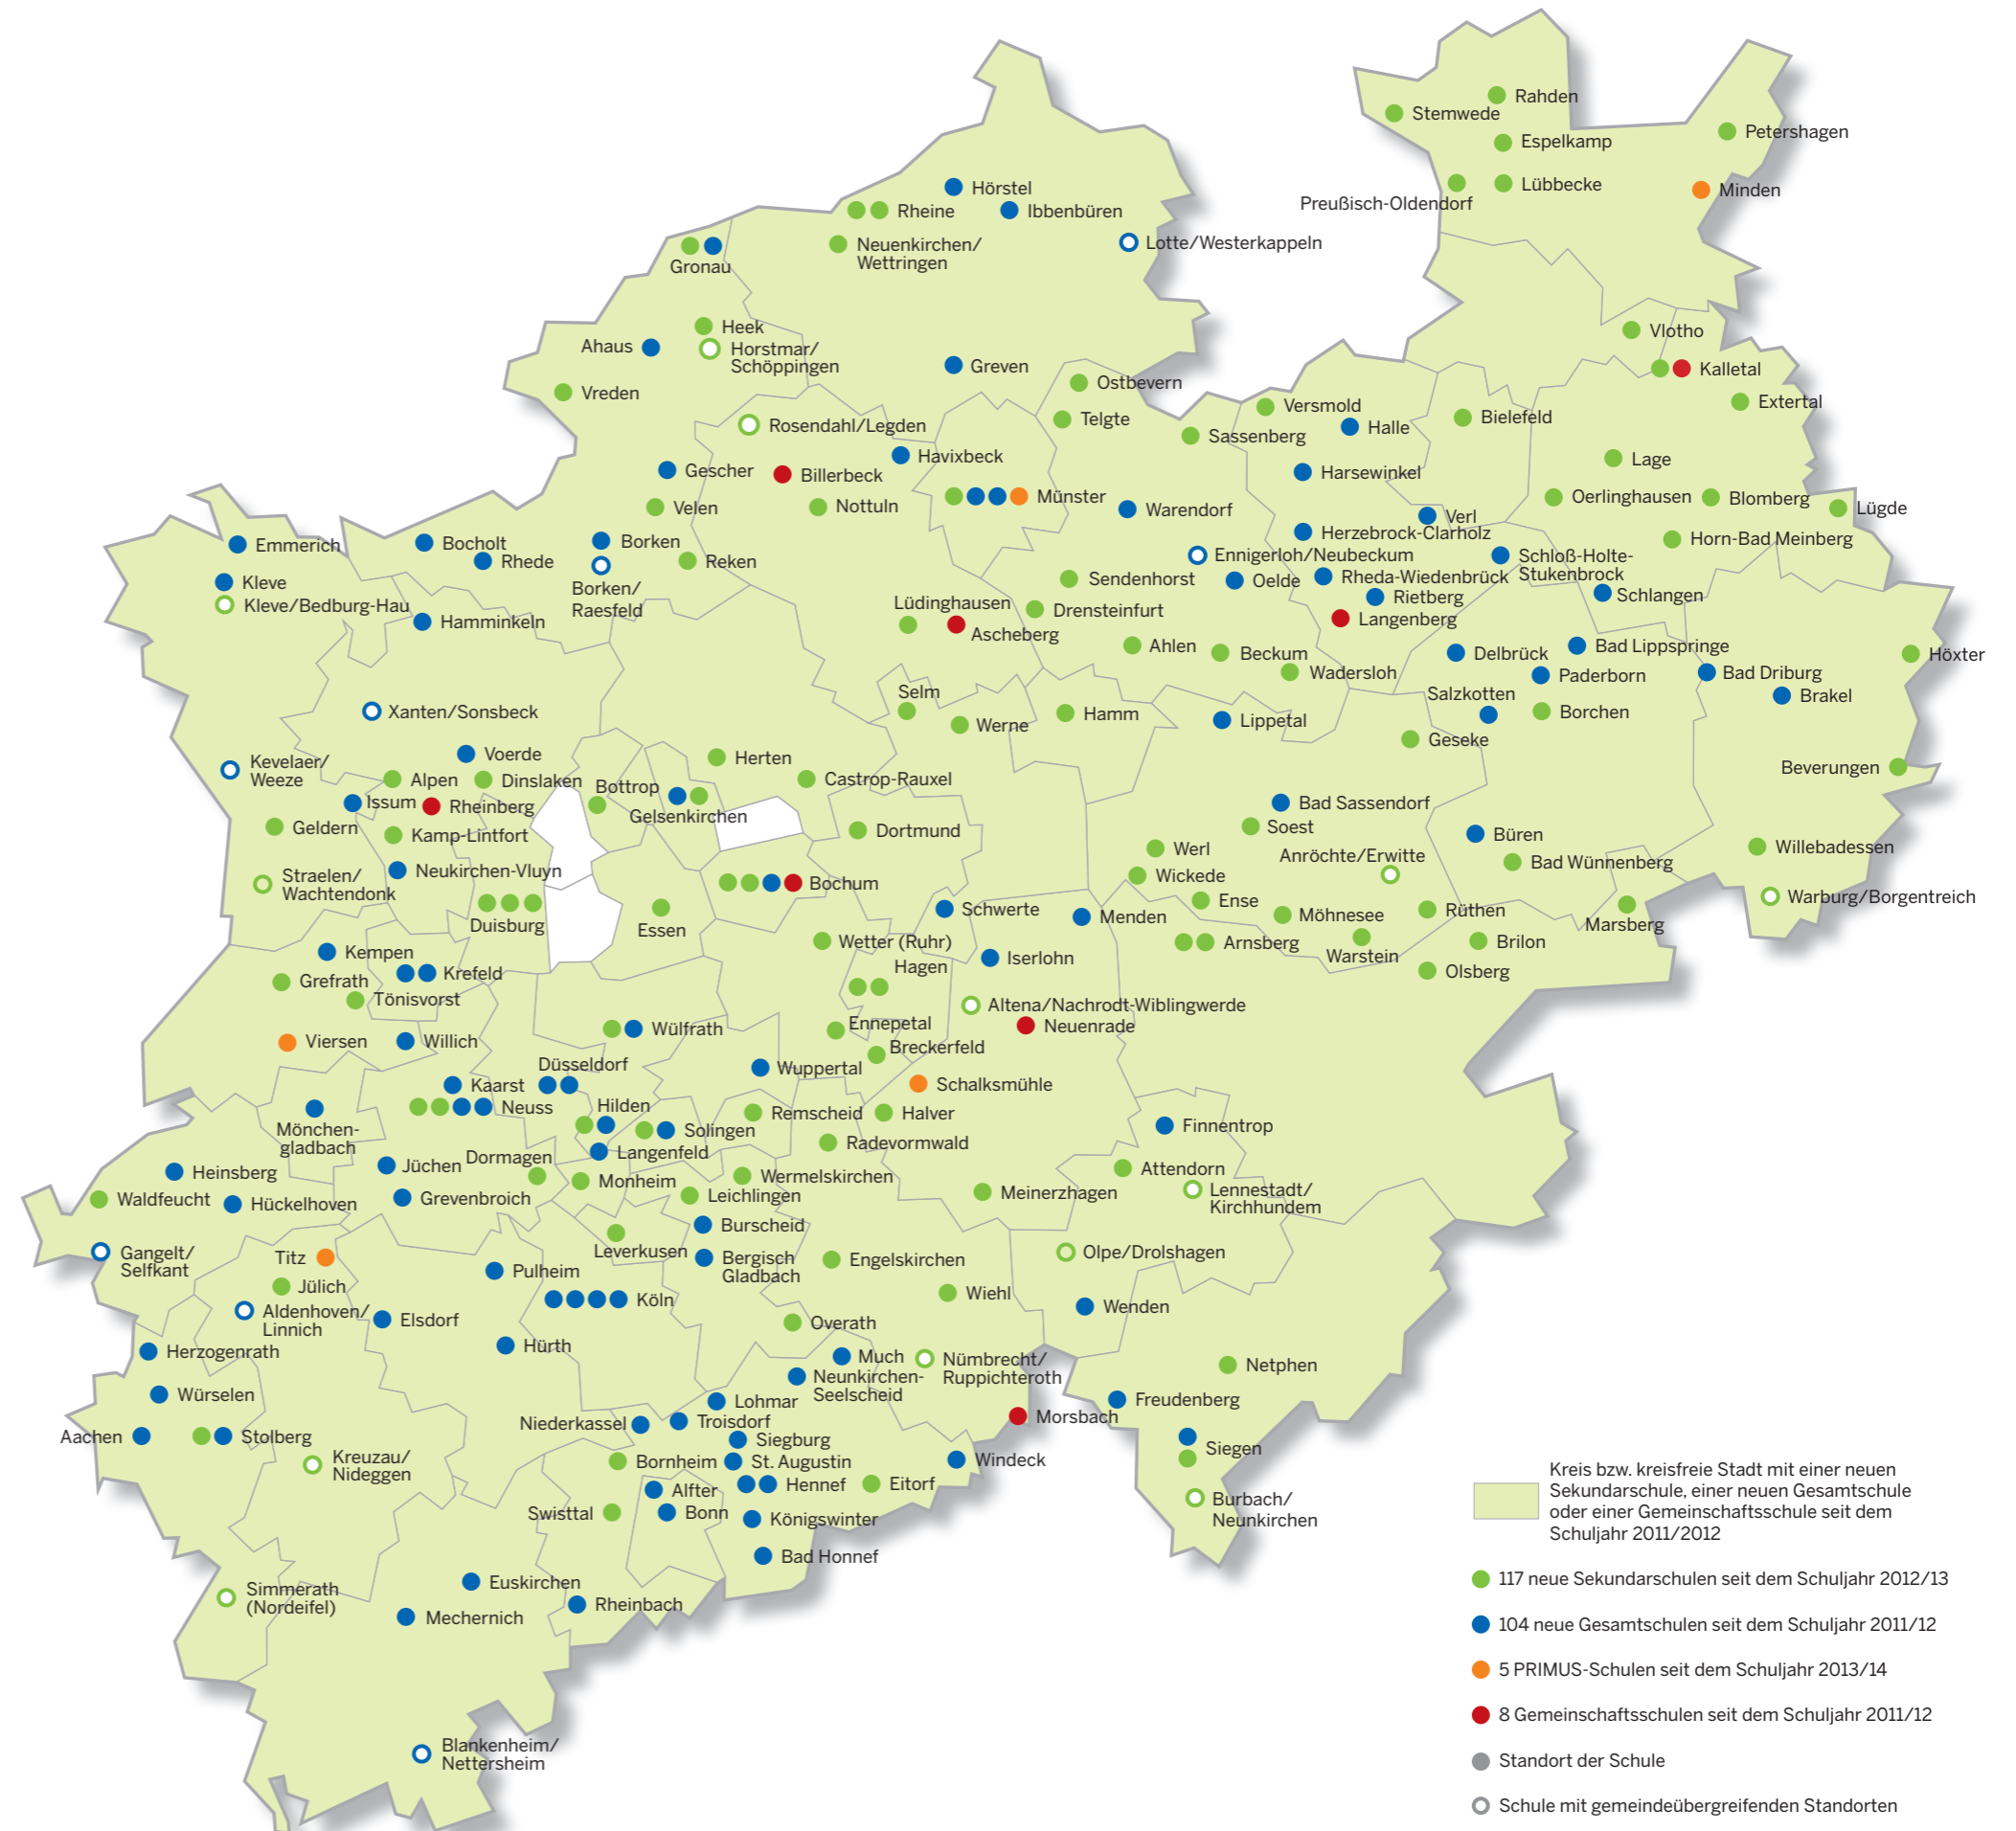 Rahden
Stemwede
Petershagen
Espelkamp
Lübbecke
Minden
Preußisch-Oldendorf
Hörstel
Rheine
Ibbenbüren
Lotte/Westerkappeln
Neuenkirchen/
Wettringen
Gronau
Heek
Ahaus
Horstmar/
Schöppingen
Vlotho
Greven
Kalletal
Ostbevern
Vreden
Extertal
Versmold
Telgte
Bielefeld
Rosendahl/Legden
Halle
Sassenberg
Havixbeck
Lage
Gescher
Billerbeck
Harsewinkel
Münster
Oerlinghausen
Blomberg
Velen
Nottuln
Warendorf
Lügde
Verl
Herzebrock-Clarholz
Horn-Bad Meinberg
Emmerich
Bocholt
Borken
Rhede
Reken
Ennigerloh/Neubeckum
Schloß-Holte-
Stukenbrock
Kleve
Borken/
Raesfeld
Sendenhorst
Oelde
Rheda-Wiedenbrück
Rietberg
Schlangen
Kleve/Bedburg-Hau
Lüdinghausen
Drensteinfurt
Langenberg
Hamminkeln
Ascheberg
Ahlen
Beckum
Delbrück
Bad Lippspringe
Höxter
Wadersloh
Paderborn
Bad Driburg
Selm
Salzkotten
Brakel
Xanten/Sonsbeck
Werne
Hamm
Lippetal
Borchen
Geseke
Voerde
Herten
Kevelaer/
Weeze
Alpen
Dinslaken
Bottrop
Castrop-Rauxel
Beverungen
Issum
Rheinberg
Gelsenkirchen
Bad Sassendorf
Geldern
Kamp-Lintfort
Dortmund
Soest
Büren
Werl
Anröchte/Erwitte
Willebadessen
Straelen/
Wachtendonk
Neukirchen-Vluyn
Bochum
Wickede
Bad Wünnenberg
Warburg/Borgentreich
Duisburg
Essen
Schwerte
Menden
Ense
Möhnesee
Rüthen
Marsberg
Wetter (Ruhr)
Arnsberg
Warstein
Brilon
Kempen
Hagen
Iserlohn
Olsberg
Krefeld
Grefrath
Tönisvorst
Altena/Nachrodt-Wiblingwerde
Wülfrath
Ennepetal
Neuenrade
Viersen
Willich
Breckerfeld
Düsseldorf
Wuppertal
Schalksmühle
Kaarst
Neuss
Hilden
Remscheid
Halver
Mönchen-
gladbach
Solingen
Finnentrop
Radevormwald
Langenfeld
Jüchen
Dormagen
Heinsberg
Monheim
Wermelskirchen
Attendorn
Waldfeucht
Hückelhoven
Grevenbroich
Leichlingen
Meinerzhagen
Lennestadt/
Kirchhundem
Burscheid
Gangelt/
Selfkant
Titz
Leverkusen
Bergisch
Gladbach
Engelskirchen
Olpe/Drolshagen
Pulheim
Jülich
Köln
Wiehl
Wenden
Aldenhoven/
Linnich
Elsdorf
Overath
Herzogenrath
Hürth
Much
Nümbrecht/
Ruppichteroth
Netphen
Würselen
Neunkirchen-
Seelscheid
Lohmar
Freudenberg
Niederkassel
Troisdorf
Morsbach
Aachen
Stolberg
Siegburg
Siegen
Kreuzau/
Nideggen
Bornheim
St. Augustin
Windeck
Alfter
Hennef
Eitorf
Swisttal
Bonn
Königswinter
Burbach/
Neunkirchen
Bad Honnef
Simmerath
(Nordeifel)
Euskirchen
Mechernich
Rheinbach
Blankenheim/
Nettersheim
Kreis bzw. kreisfreie Stadt mit einer neuen
Sekundarschule, einer neuen Gesamtschule
oder einer Gemeinschaftsschule seit dem
Schuljahr 2011/2012
117 neue Sekundarschulen seit dem Schuljahr 2012/13
104 neue Gesamtschulen seit dem Schuljahr 2011/12
5 PRIMUS-Schulen seit dem Schuljahr 2013/14
8 Gemeinschaftsschulen seit dem Schuljahr 2011/12
Standort der Schule
Schule mit gemeindeübergreifenden Standorten